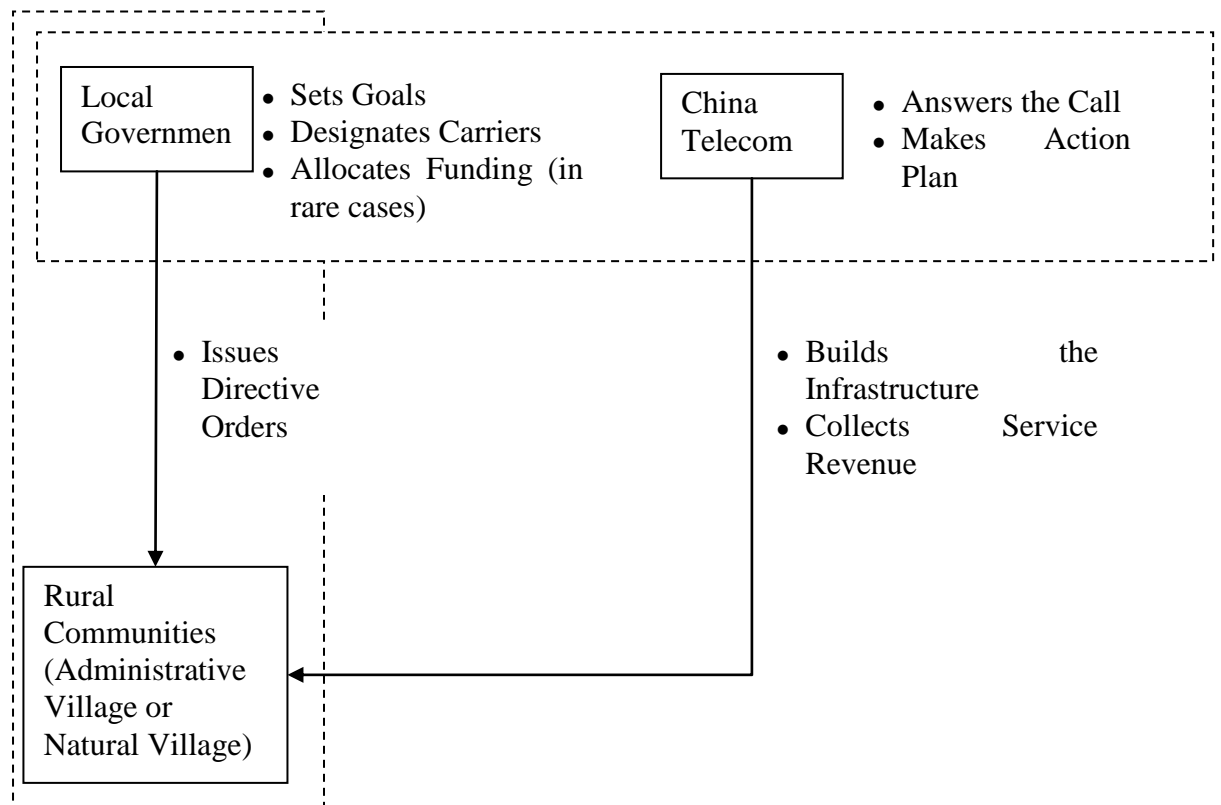 Local
Governmen
• Sets Goals
• Designates Carriers
• Allocates Funding (in
rare cases)
China
Telecom
• Answers the Call
• Makes Action
Plan
• Issues
Directive
Orders
• Builds the
Infrastructure
• Collects Service
Revenue
Rural
Communities
(Administrative
Village or
Natural Village)